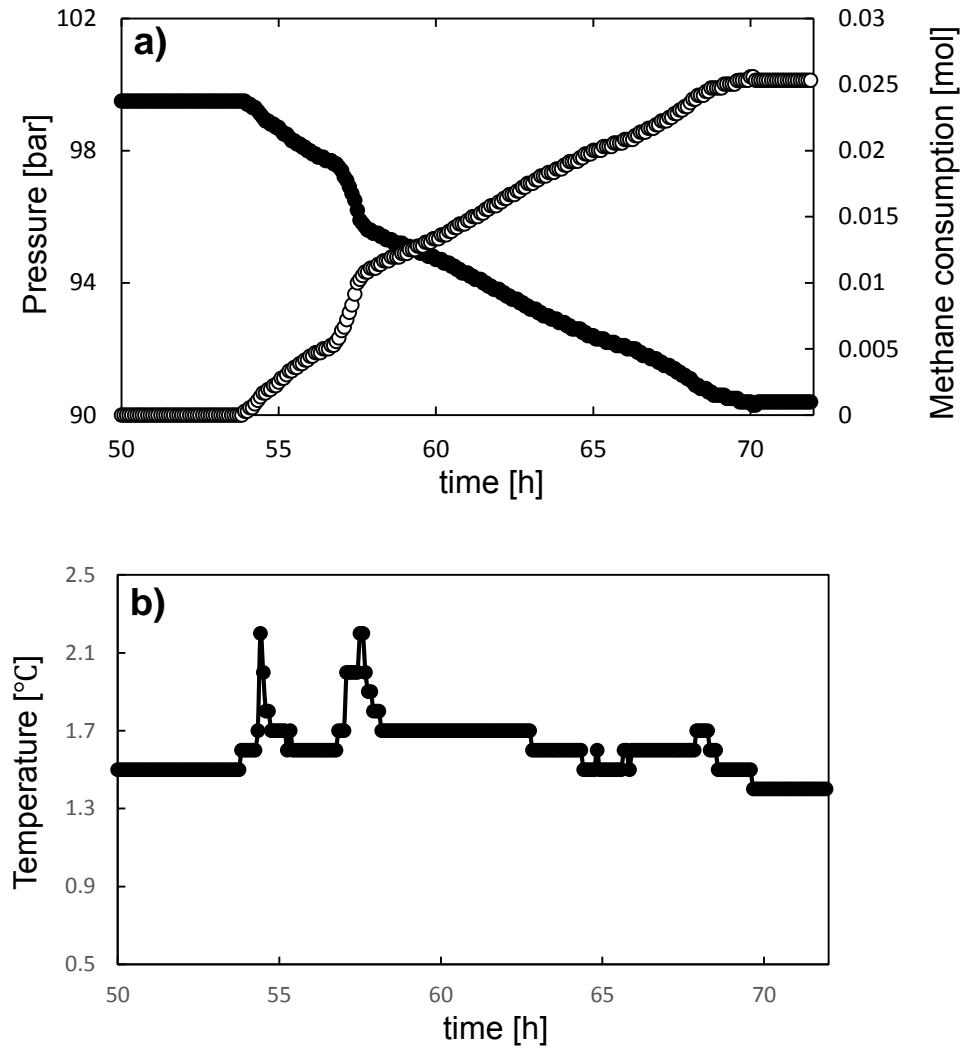 a)
Pressure [bar]
102
98
94
90
0.03
0.025
0.02
0.015
0.01
0.005
0
Methane consumption [mol]
50 55 60 65 70
time [h]
b)
Temperature [°C]
2.5
2.1
1.7
1.3
0.9
0.5
50 55 60 65 70
time [h]